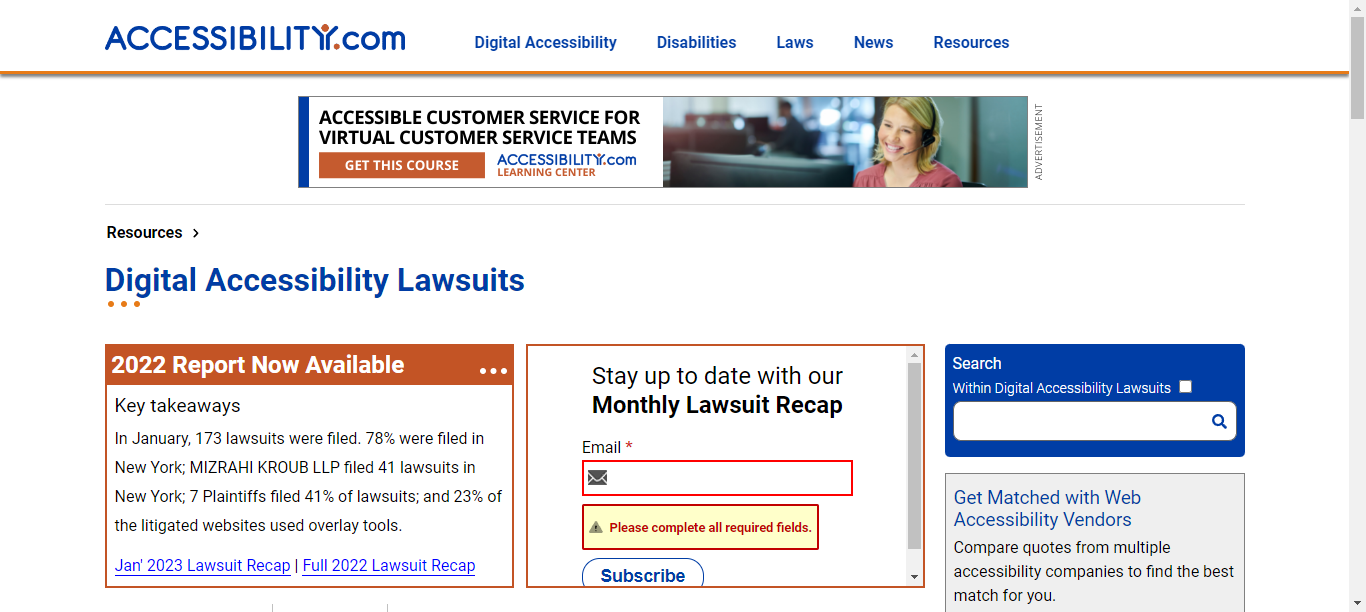 ACCESSIBILITY.com
Digital Accessibility
Disabilities
Laws
News
Resources
ACCESSIBLE CUSTOMER SERVICE FOR
VIRTUAL CUSTOMER SERVICE TEAMS
GET THIS COURSE
ACCESSIBILITY.com
LEARNING CENTER
ADVERTISEMENT
Resources >
Digital Accessibility Lawsuits
2022 Report Now Available
Key takeaways
In January, 173 lawsuits were filed. 78% were filed in
New York; MIZRAHI KROUB LLP filed 41 lawsuits in
New York; 7 Plaintiffs filed 41% of lawsuits; and 23% of
the litigated websites used overlay tools.
Jan' 2023 Lawsuit Recap | Full 2022 Lawsuit Recap
Stay up to date with our
Monthly Lawsuit Recap
Email *
Please complete all required fields.
Subscribe
Search
Within Digital Accessibility Lawsuits
Get Matched with Web
Accessibility Vendors
Compare quotes from multiple
accessibility companies to find the best
match for you.